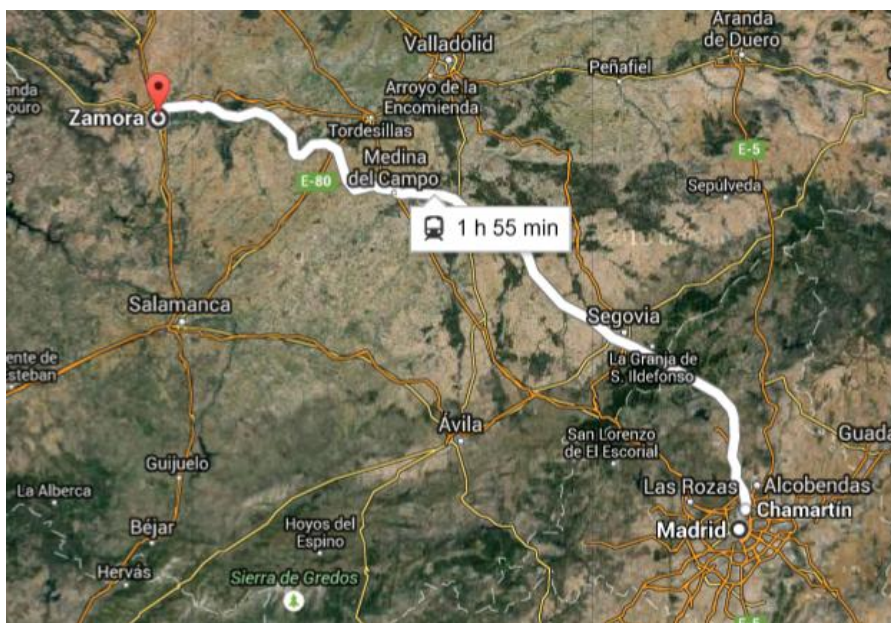 Valladolid
Aranda
de Duero
Peñafiel
anda
ouro
Arroyo de la
Encomienda
Zamora
Tordesillas
E-5
Medina
del Campo
E-80
Sepúlveda
1 h 55 min
Salamanca
Segovia
ente de
steban
La Granja de
S. Ildefonso
Ávila
San Lorenzo
de El Escorial
Guada
Guijuelo
La Alberca
Las Rozas
Alcobendas
Chamartín
Béjar
Hoyos del
Espino
Madrid
Hervás
Sierra de Gredos
E-5